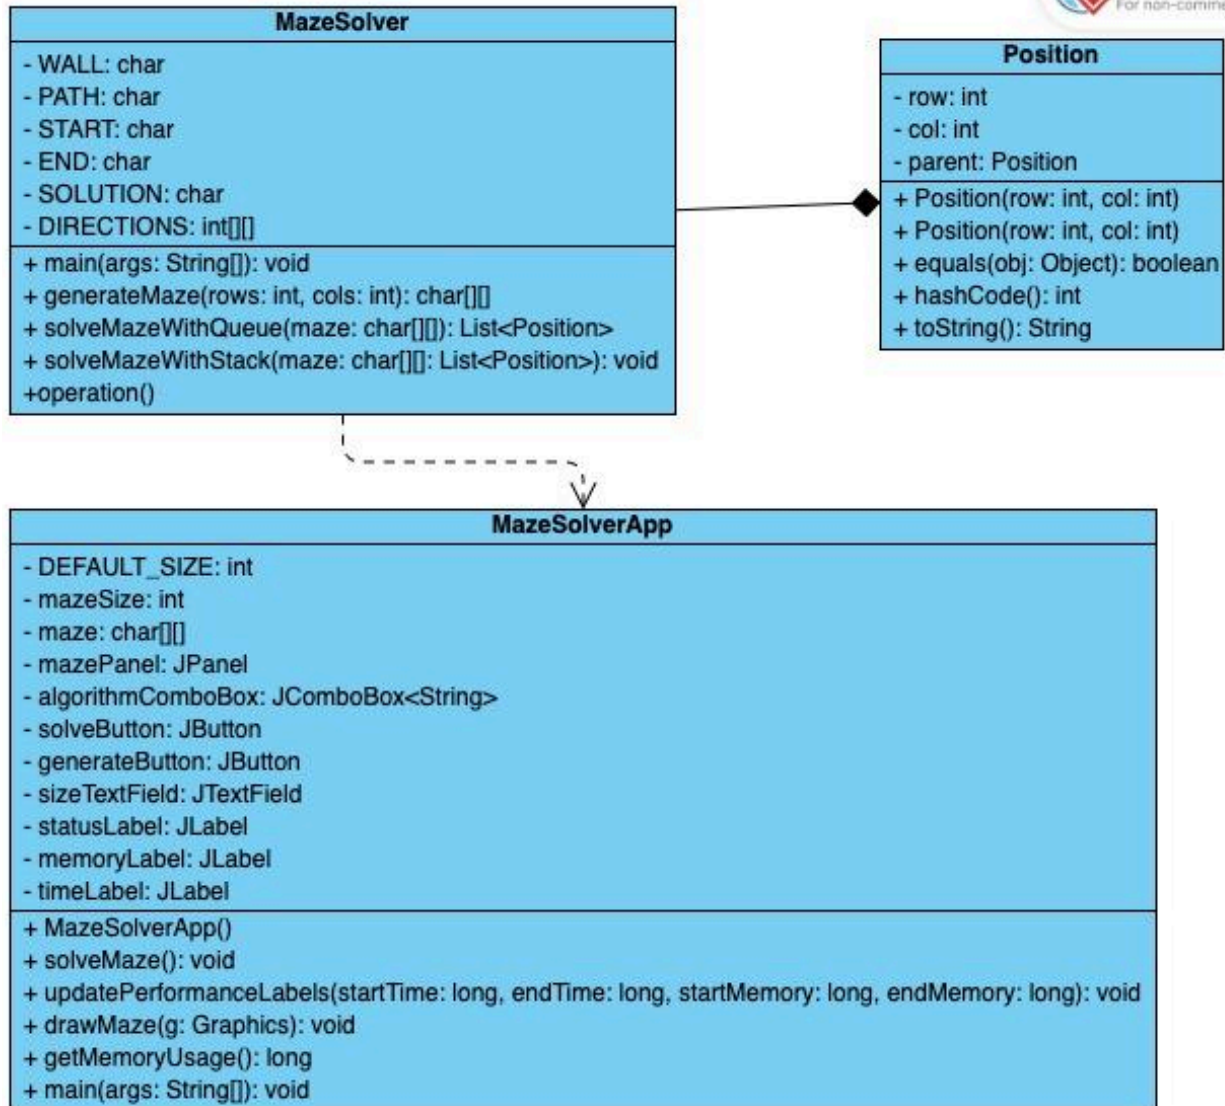 For non-comme
MazeSolver
- WALL: char
- PATH: char
- START: char
- END: char
- SOLUTION: char
- DIRECTIONS: int[][]
+ main(args: String[]): void
+ generateMaze(rows: int, cols: int): char[][]
+ solveMazeWithQueue(maze: char[][]): List<Position>
+ solveMazeWithStack(maze: char[][]: List<Position>): void
+operation()
Position
- row: int
- col: int
- parent: Position
+ Position(row: int, col: int)
+ Position(row: int, col: int)
+ equals(obj: Object): boolean
+ hashCode(): int
+ toString(): String
MazeSolverApp
- DEFAULT_SIZE: int
- mazeSize: int
- maze: char[][]
- mazePanel: JPanel
- algorithmComboBox: JComboBox<String>
- solveButton: JButton
- generateButton: JButton
- sizeTextField: JTextField
- statusLabel: JLabel
- memoryLabel: JLabel
- timeLabel: JLabel
+ MazeSolverApp()
+ solveMaze(): void
+ updatePerformanceLabels(startTime: long, endTime: long, startMemory: long, endMemory: long): void
+ drawMaze(g: Graphics): void
+ getMemoryUsage(): long
+ main(args: String[]): void